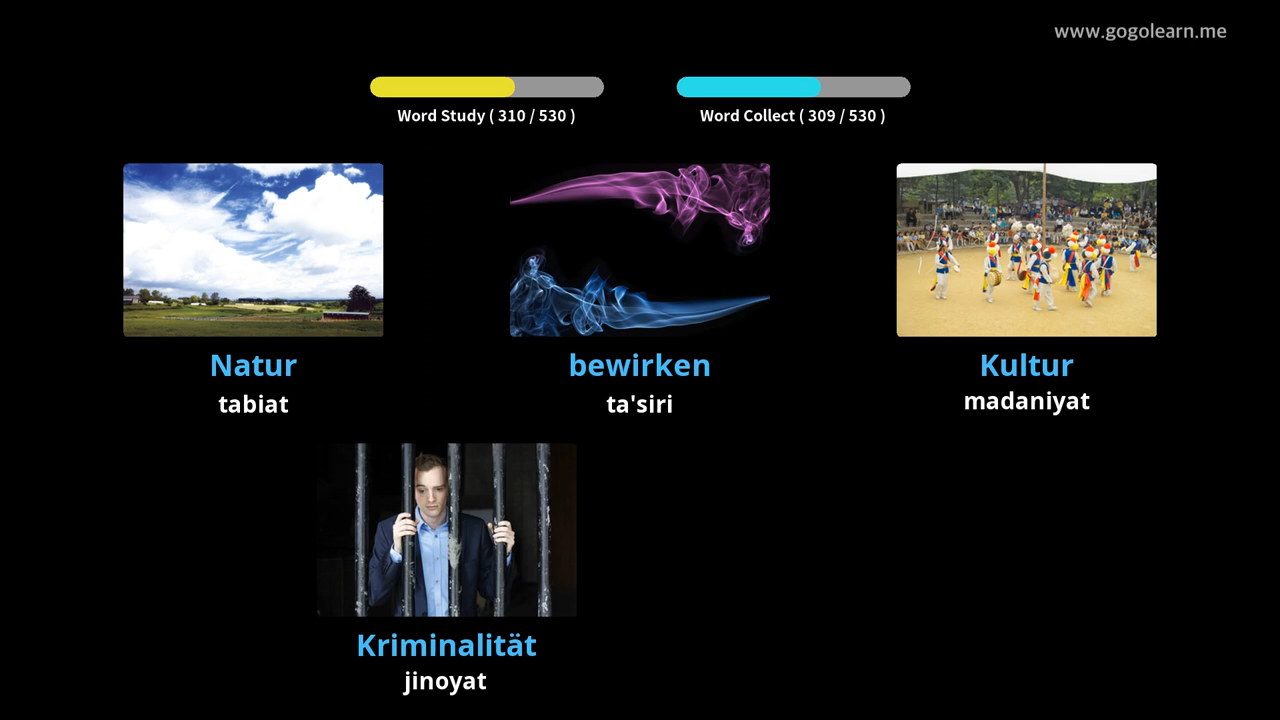 www.gogolearn.me
Word Study ( 310 / 530 )
Word Collect ( 309 / 530 )
Natur
tabiat
bewirken
ta'siri
Kultur
madaniyat
Kriminalität
jinoyat